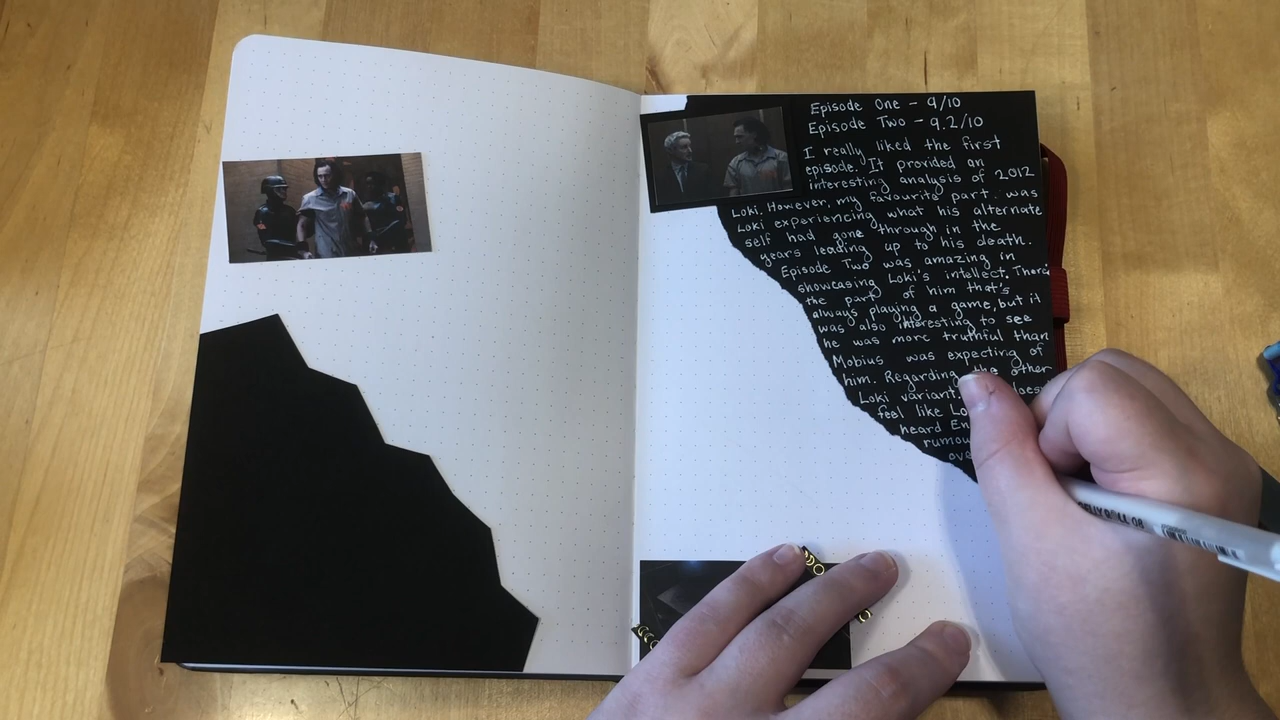 Episode One - 9/10
Episode Two - 9.2/10
I really liked the first
episode. It provided an
interesting analysis of 2012
Loki. However, my favourite part was
Loki experiencing what his alternate
self had gone through in the
years leading up to his death.
Episode Two was amazing in
showcasing Loki's intellect. There's
the part of him that's
always playing a game, but it
was also interesting to see
he was more truthful than
Mobius was expecting of
him. Regarding the other
Loki variant
feel like
heard
GELLY ROLL 08